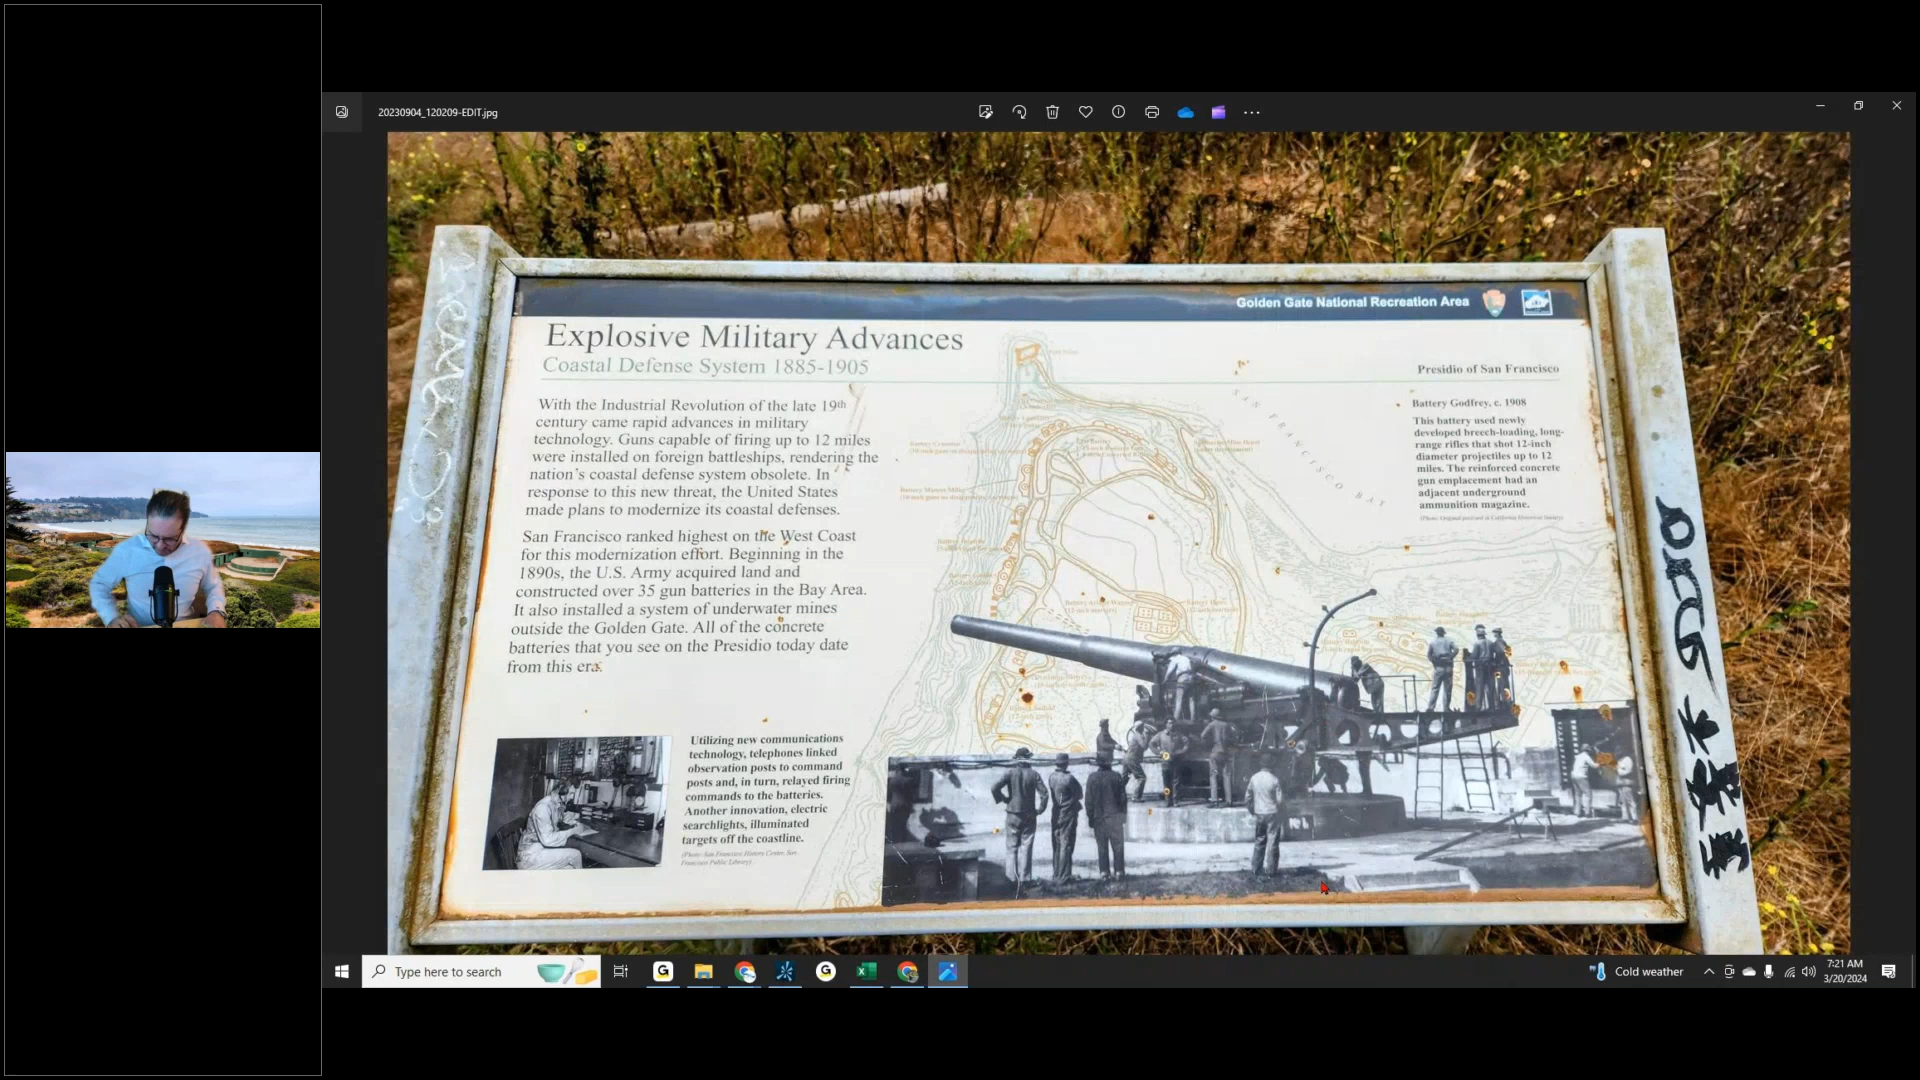 20230904_120209-EDIT.jpg
Golden Gate National Recreation Area
Explosive Military Advances
Coastal Defense System 1885-1905
Presidio of San Francisco
With the Industrial Revolution of the late 19th
century came rapid advances in military
technology. Guns capable of firing up to 12 miles
were installed on foreign battleships, rendering the
nation's coastal defense system obsolete. In
response to this new threat, the United States
made plans to modernize its coastal defenses.
San Francisco ranked highest on the West Coast
for this modernization effort. Beginning in the
1890s, the U.S. Army acquired land and
constructed over 35 gun batteries in the Bay Area.
It also installed a system of underwater mines
outside the Golden Gate. All of the concrete
batteries that you see on the Presidio today date
from this era.
SAN FRANCISCO BAY
Battery Godfrey, c. 1908
This battery used newly
developed breech-loading, long-
range rifles that shot 12-inch
diameter projectiles up to 12
miles. The reinforced concrete
gun emplacement had an
adjacent underground
ammunition magazine.
Utilizing new communications
technology, telephones linked
observation posts to command
posts and, in turn, relayed firing
commands to the batteries.
Another innovation, electric
searchlights, illuminated
targets off the coastline.
(Photo: San Francisco History Center, San
Francisco Public Library)
Type here to search
Cold weather
7:21 AM
3/20/2024